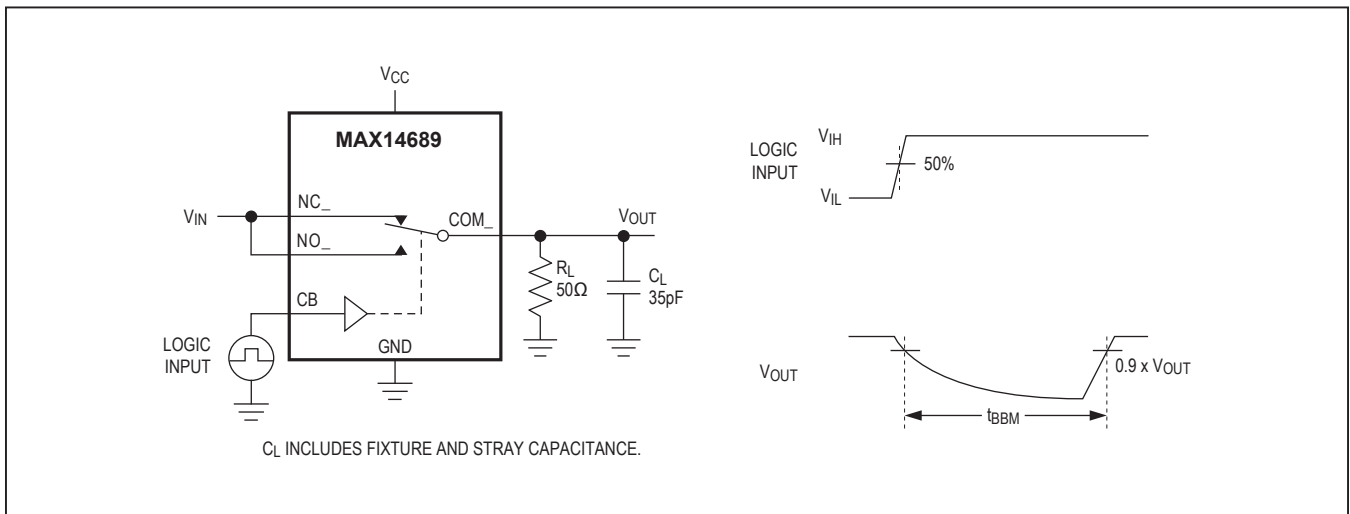 VCC
MAX14689
VIN
NC_
COM_
VOUT
NO_
RL
50Ω
CL
35pF
CB
LOGIC
INPUT
GND
CL INCLUDES FIXTURE AND STRAY CAPACITANCE.
LOGIC
INPUT
VIH
50%
VIL
VOUT
0.9 x VOUT
tBBM